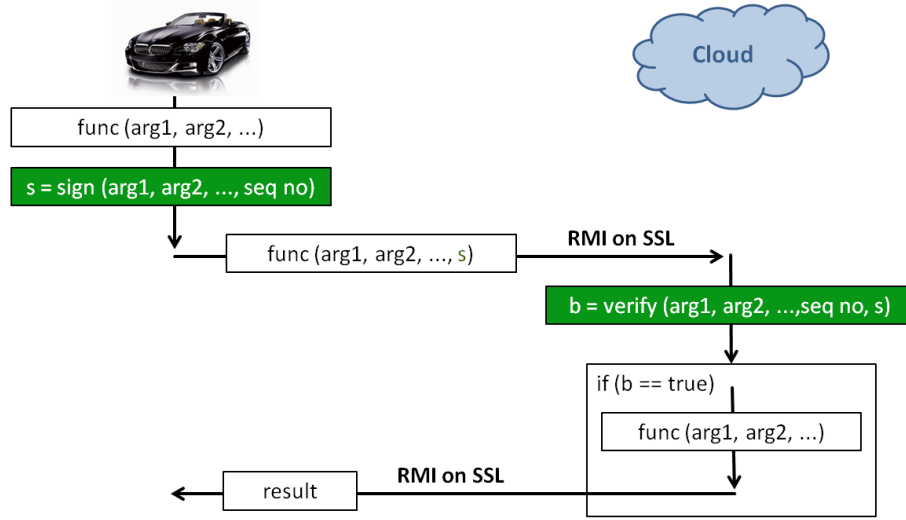 Cloud
func (arg1, arg2, ...)
s = sign (arg1, arg2, ..., seq no)
func (arg1, arg2, ..., s)
RMI on SSL
b = verify (arg1, arg2, ...,seq no, s)
if (b == true)
func (arg1, arg2, ...)
RMI on SSL
result